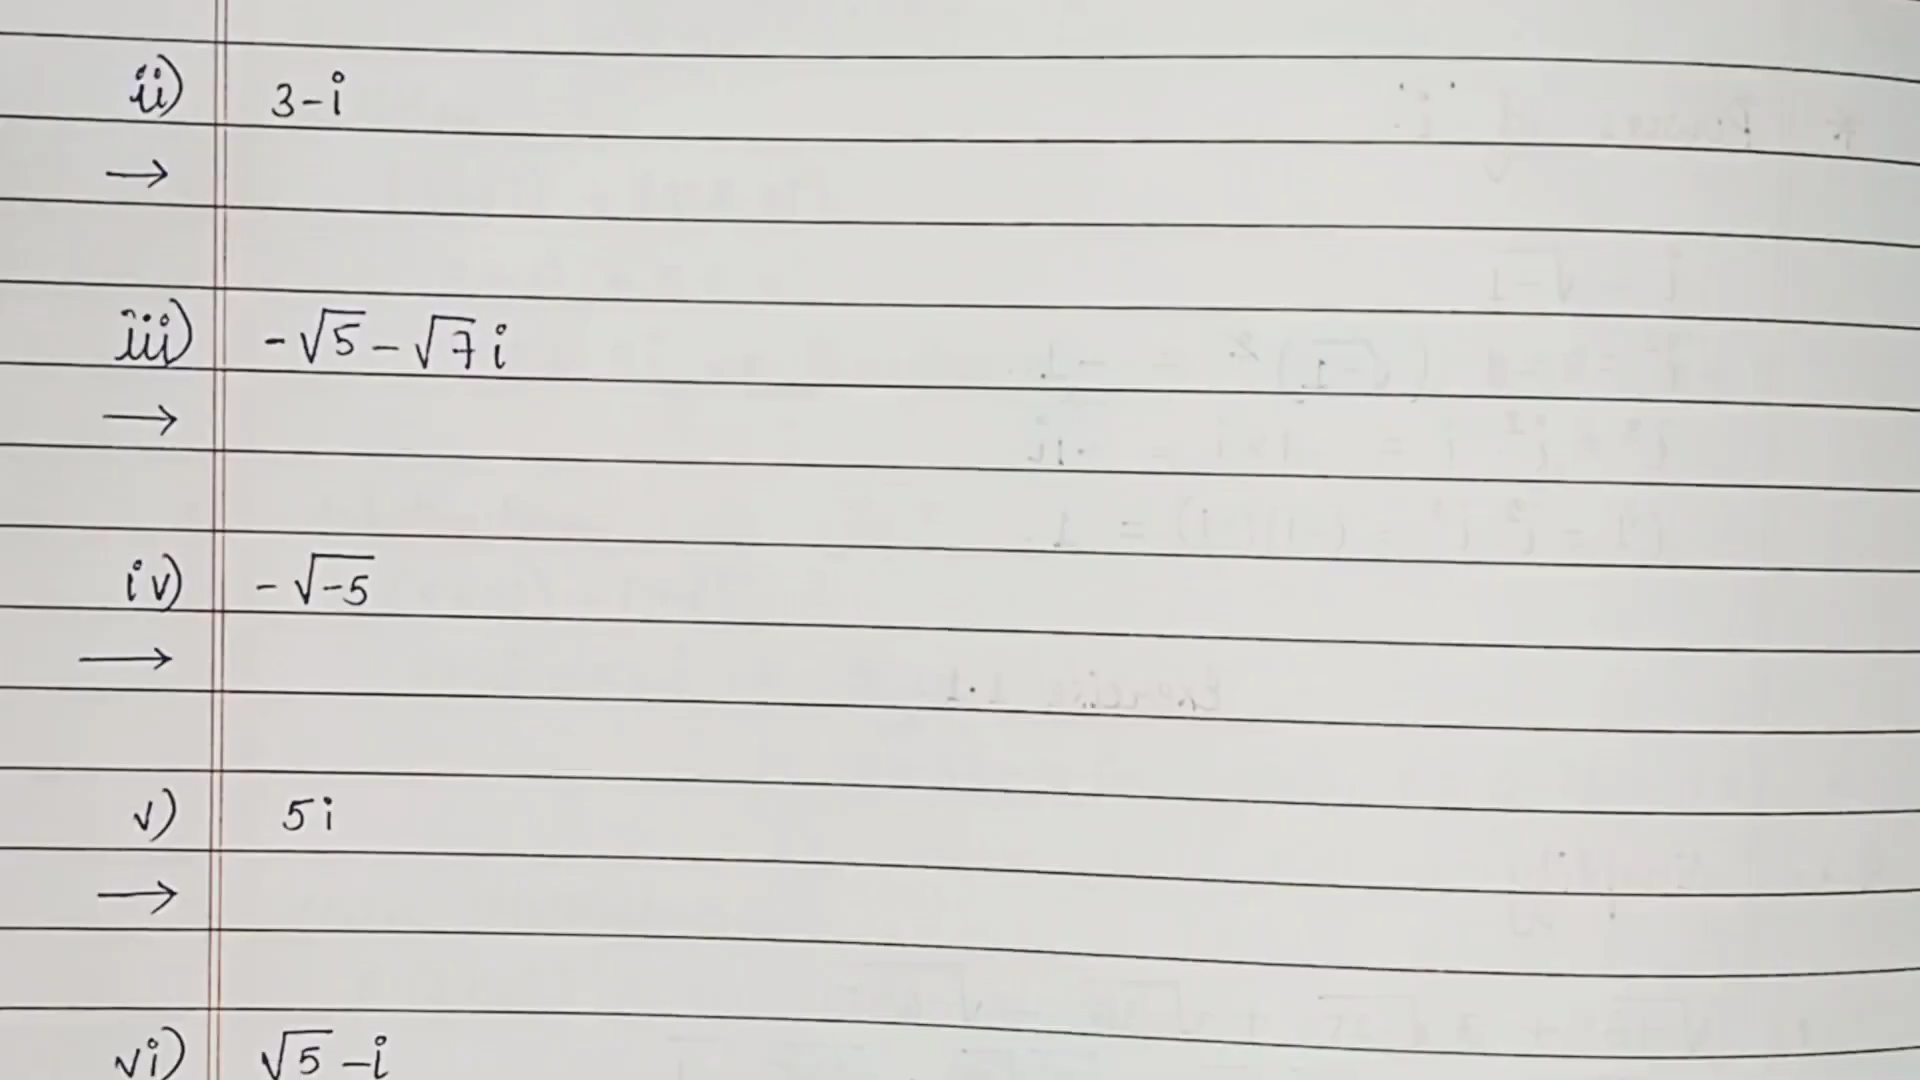 ii) 3-i
→
iii) -√5 - √7 i
→
iv) -√-5
→
v) 5i
→
vi) √5 - i